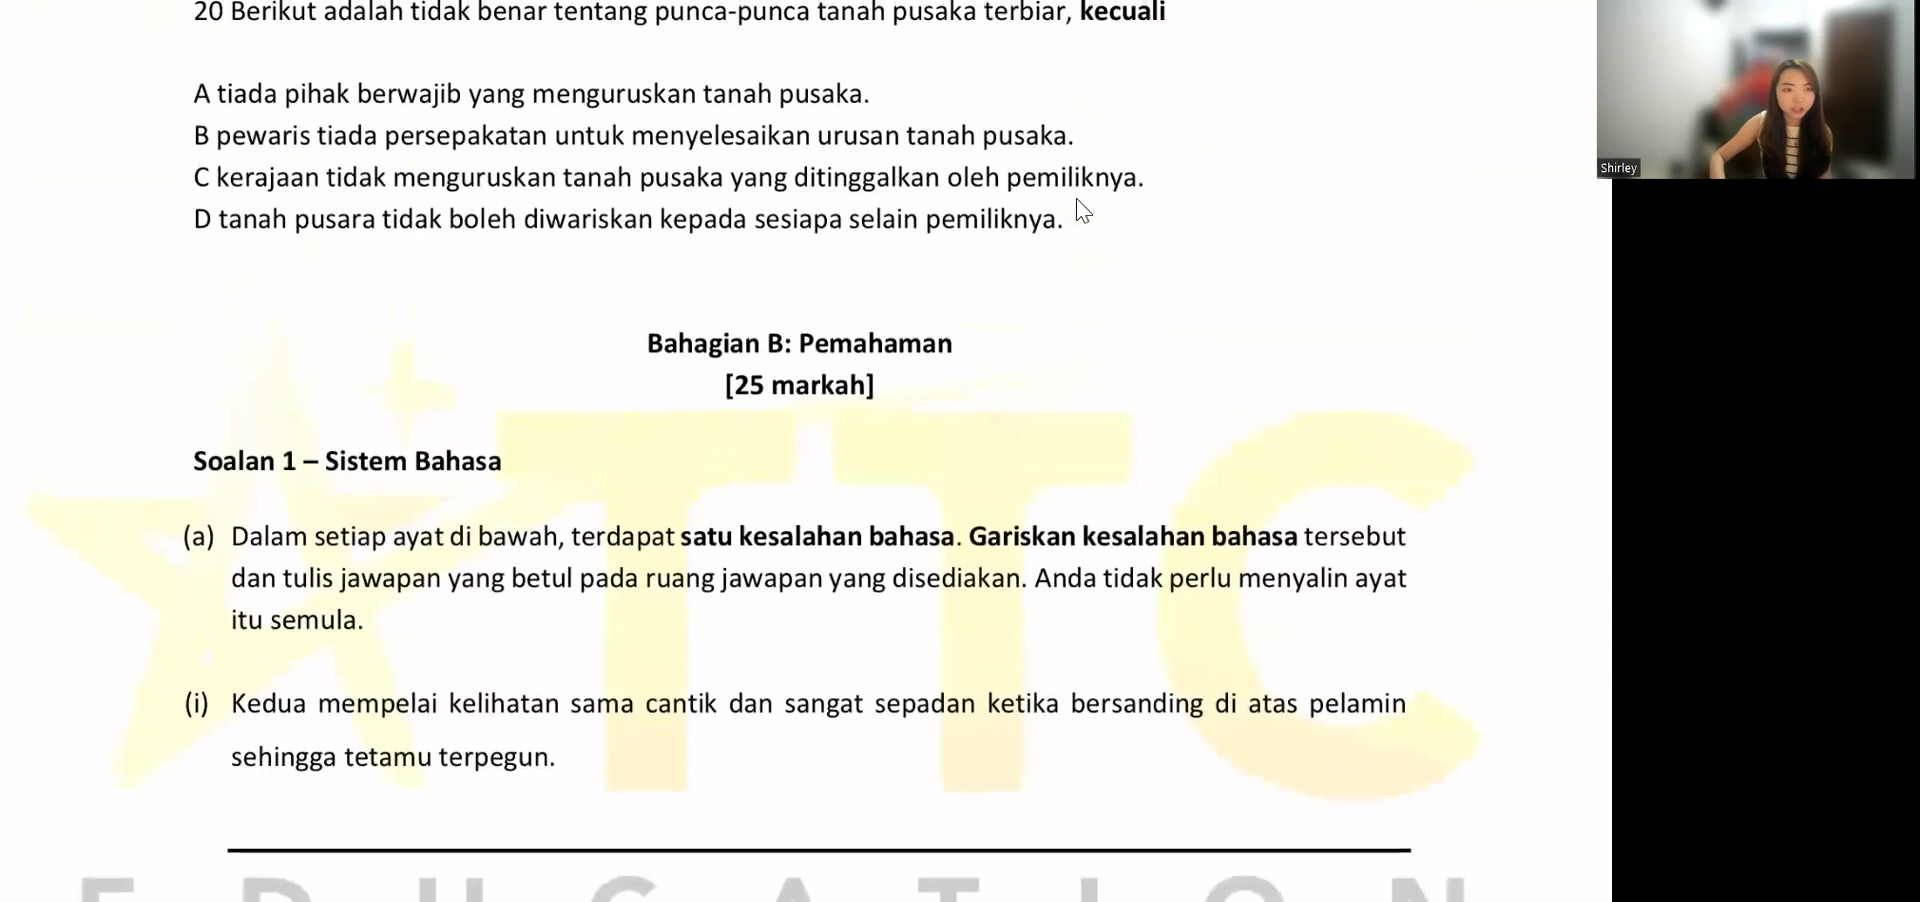 20 Berikut adalah tidak benar tentang punca-punca tanah pusaka terbiar, kecuali
A tiada pihak berwajib yang menguruskan tanah pusaka.
B pewaris tiada persepakatan untuk menyelesaikan urusan tanah pusaka.
C kerajaan tidak menguruskan tanah pusaka yang ditinggalkan oleh pemiliknya.
D tanah pusara tidak boleh diwariskan kepada sesiapa selain pemiliknya.
Shirley
Bahagian B: Pemahaman
[25 markah]
Soalan 1 – Sistem Bahasa
(a) Dalam setiap ayat di bawah, terdapat satu kesalahan bahasa. Gariskan kesalahan bahasa tersebut
dan tulis jawapan yang betul pada ruang jawapan yang disediakan. Anda tidak perlu menyalin ayat
itu semula.
(i) Kedua mempelai kelihatan sama cantik dan sangat sepadan ketika bersanding di atas pelamin
sehingga tetamu terpegun.
TTC
EDUCATION